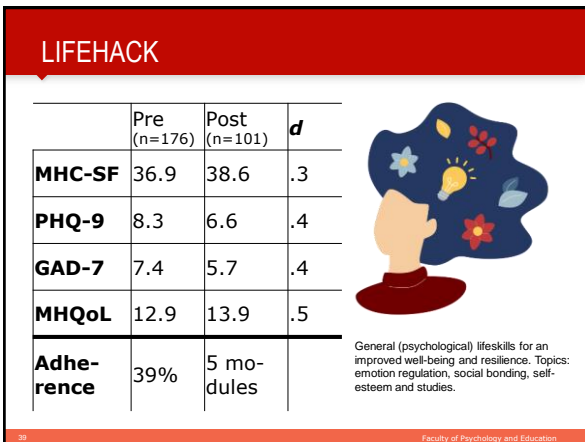 LIFEHACK
Pre (n=176) Post (n=101) d
MHC-SF 36.9 38.6 .3
PHQ-9 8.3 6.6 .4
GAD-7 7.4 5.7 .4
MHQoL 12.9 13.9 .5
Adhe-
rence 39% 5 mo-
dules
General (psychological) lifeskills for an
improved well-being and resilience. Topics:
emotion regulation, social bonding, self-
esteem and studies.
39 Faculty of Psychology and Education